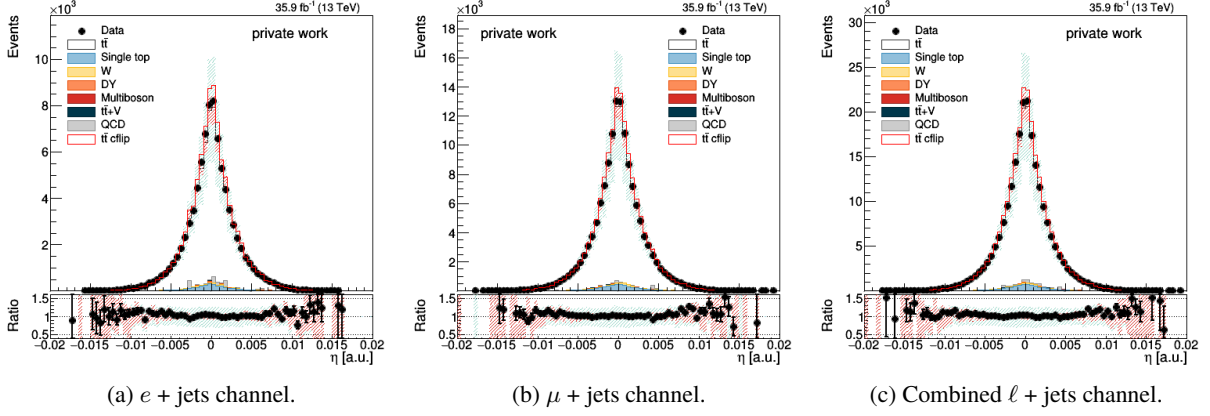 ×10³ 35.9 fb⁻¹ (13 TeV)
Events
private work
Data
tt̄
Single top
W
DY
Multiboson
tt̄+V
QCD
tt̄ cflip
10
8
6
4
2
Ratio
1.5
1
0.5
−0.02 −0.015 −0.01 −0.005 0 0.005 0.01 0.015 0.02
η [a.u.]
(a) e + jets channel.
×10³ 35.9 fb⁻¹ (13 TeV)
Events
private work
Data
tt̄
Single top
W
DY
Multiboson
tt̄+V
QCD
tt̄ cflip
18
16
14
12
10
8
6
4
2
Ratio
1.5
1
0.5
−0.02 −0.015 −0.01 −0.005 0 0.005 0.01 0.015 0.02
η [a.u.]
(b) μ + jets channel.
×10³ 35.9 fb⁻¹ (13 TeV)
Events
private work
Data
tt̄
Single top
W
DY
Multiboson
tt̄+V
QCD
tt̄ cflip
30
25
20
15
10
5
Ratio
1.5
1
0.5
−0.02 −0.015 −0.01 −0.005 0 0.005 0.01 0.015 0.02
η [a.u.]
(c) Combined ℓ + jets channel.